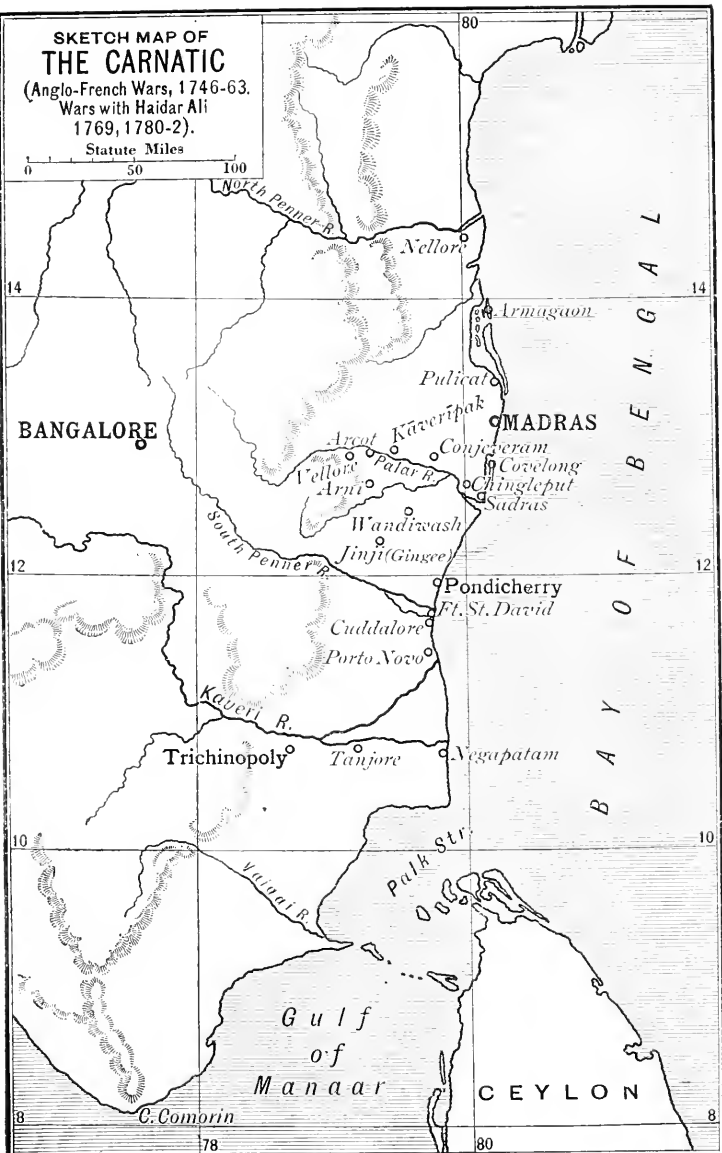 80
SKETCH MAP OF
THE CARNATIC
(Anglo-French Wars, 1746-63.
Wars with Haidar Ali
1769, 1780-2).
Statute Miles
0 50 100
North Penner R.
Nellore
14 14
Armagaon
Pulicat
BANGALORE
MADRAS
Kāveripak
Arcot
Conjeveram
Vellore
Palar R.
Covelong
Arni
Chingleput
Sadras
Wandiwash
South Penner R.
Jinji (Gingee)
12 12
Pondicherry
Ft. St. David
Cuddalore
Porto Novo
Kaveri R.
Trichinopoly
Tanjore
Negapatam
BAY OF BENGAL
10 10
Palk Str.
Vaigai R.
Gulf
of
Manaar
CEYLON
C. Comorin
8 8
78 80